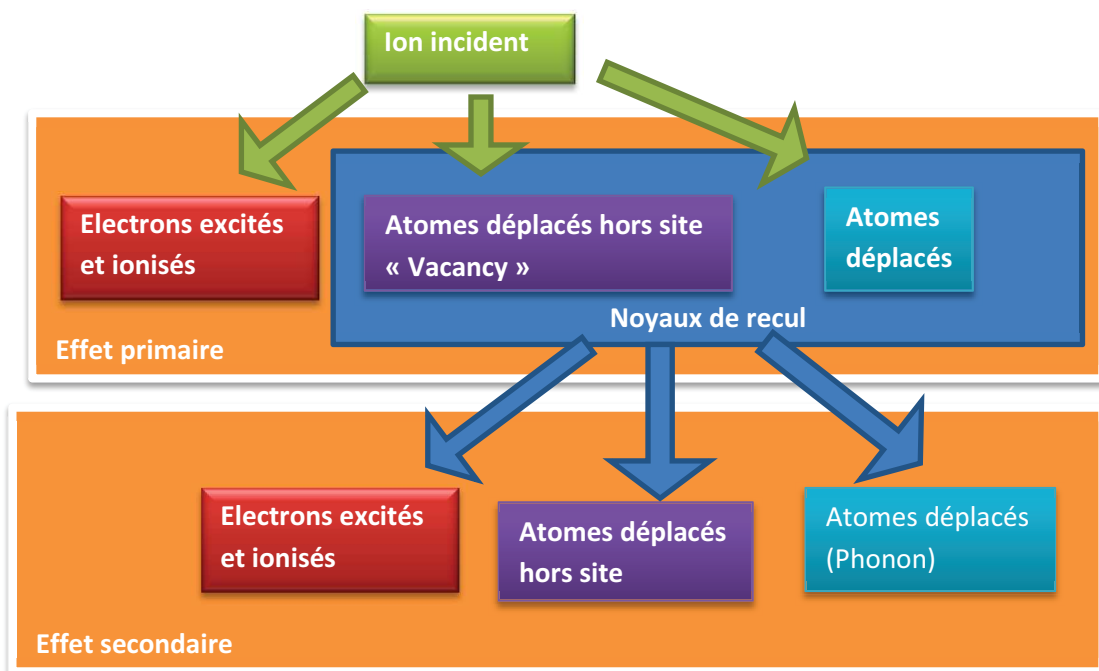 Ion incident
Electrons excités
et ionisés
Atomes déplacés hors site
« Vacancy »
Atomes
déplacés
Noyaux de recul
Effet primaire
Electrons excités
et ionisés
Atomes déplacés
hors site
Atomes déplacés
(Phonon)
Effet secondaire